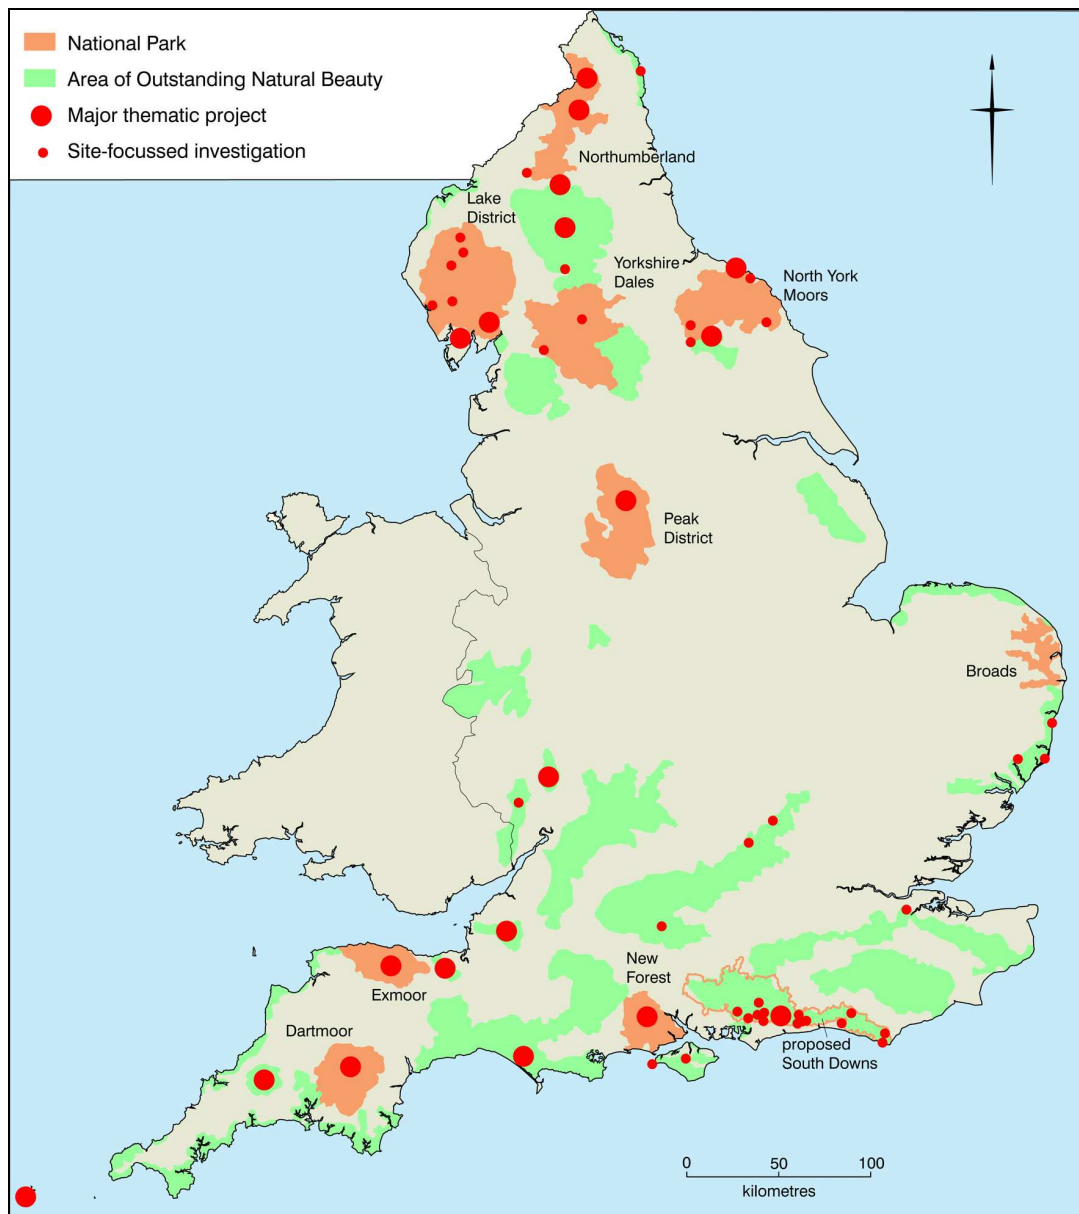 National Park
Area of Outstanding Natural Beauty
Major thematic project
Site-focussed investigation
Northumberland
Lake
District
Yorkshire
Dales
North York
Moors
Peak
District
Broads
New
Forest
Exmoor
Dartmoor
proposed
South Downs
0 50 100
kilometres